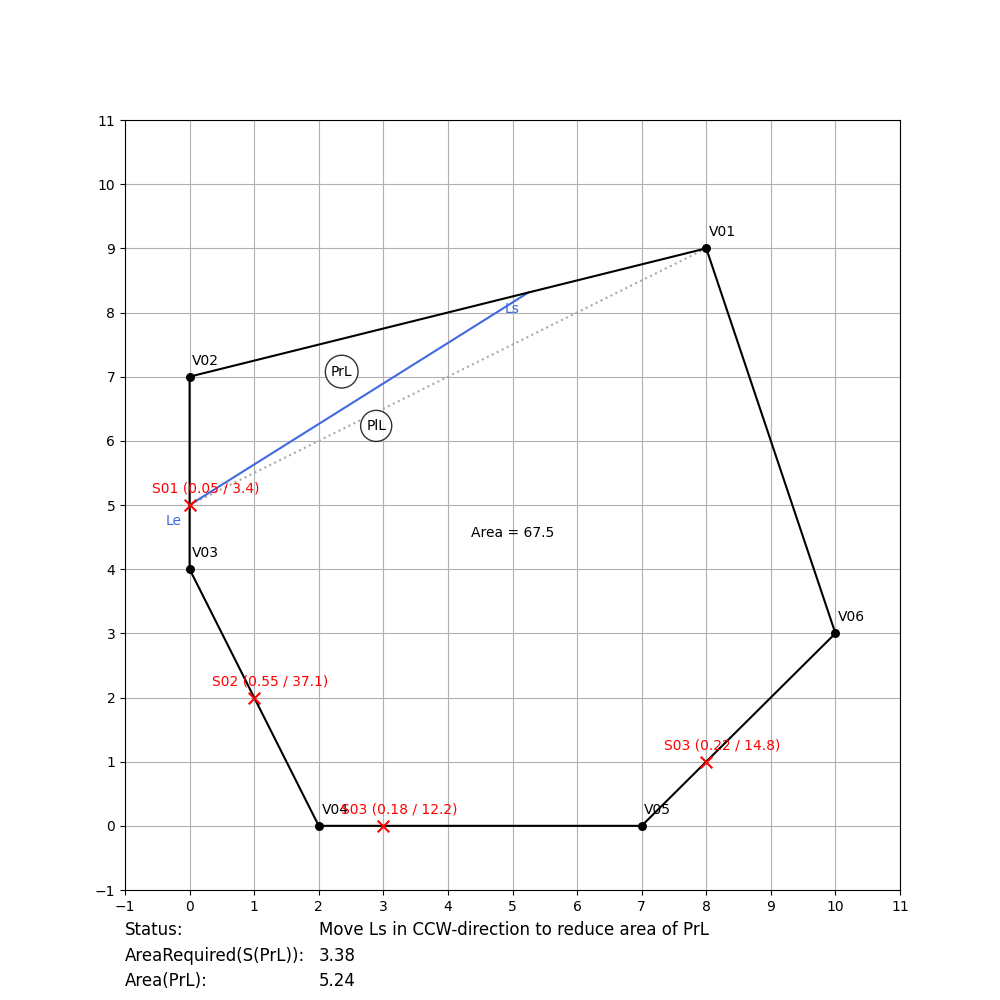 11
10
9
8
7
6
5
4
3
2
1
0
−1
V01
Ls
V02
PrL
PlL
S01 (0.05 / 3.4)
Le
Area = 67.5
V03
V06
S02 (0.55 / 37.1)
S03 (0.22 / 14.8)
V04
S03 (0.18 / 12.2)
V05
−1 0 1 2 3 4 5 6 7 8 9 10 11
Status: Move Ls in CCW-direction to reduce area of PrL
AreaRequired(S(PrL)): 3.38
Area(PrL): 5.24